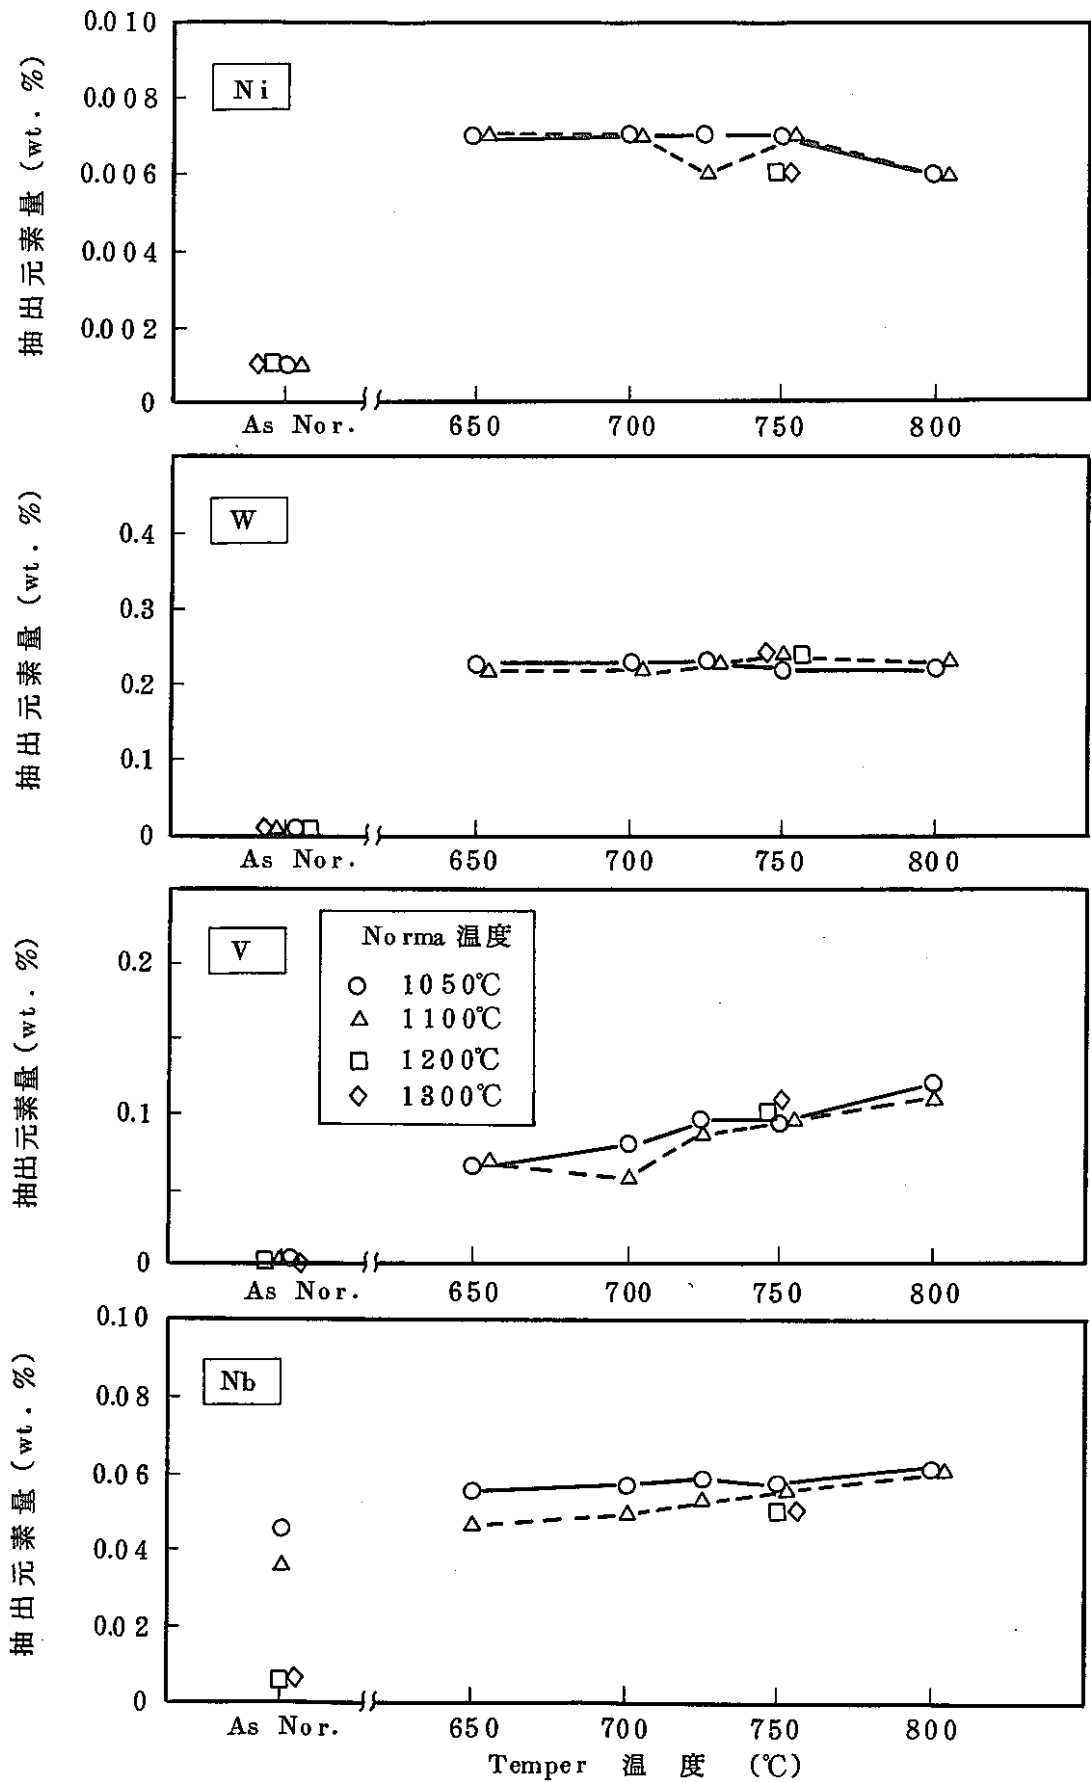 抽出元素量 (wt. %)
0.010
0.008
0.006
0.004
0.002
0
Ni
As Nor. 650 700 750 800
抽出元素量 (wt. %)
0.4
0.3
0.2
0.1
0
W
As Nor. 650 700 750 800
抽出元素量 (wt. %)
0.2
0.1
0
V
Norma 温度
○ 1050℃
△ 1100℃
□ 1200℃
◇ 1300℃
As Nor. 650 700 750 800
抽出元素量 (wt. %)
0.10
0.08
0.06
0.04
0.02
0
Nb
As Nor. 650 700 750 800
Temper 温度 (℃)